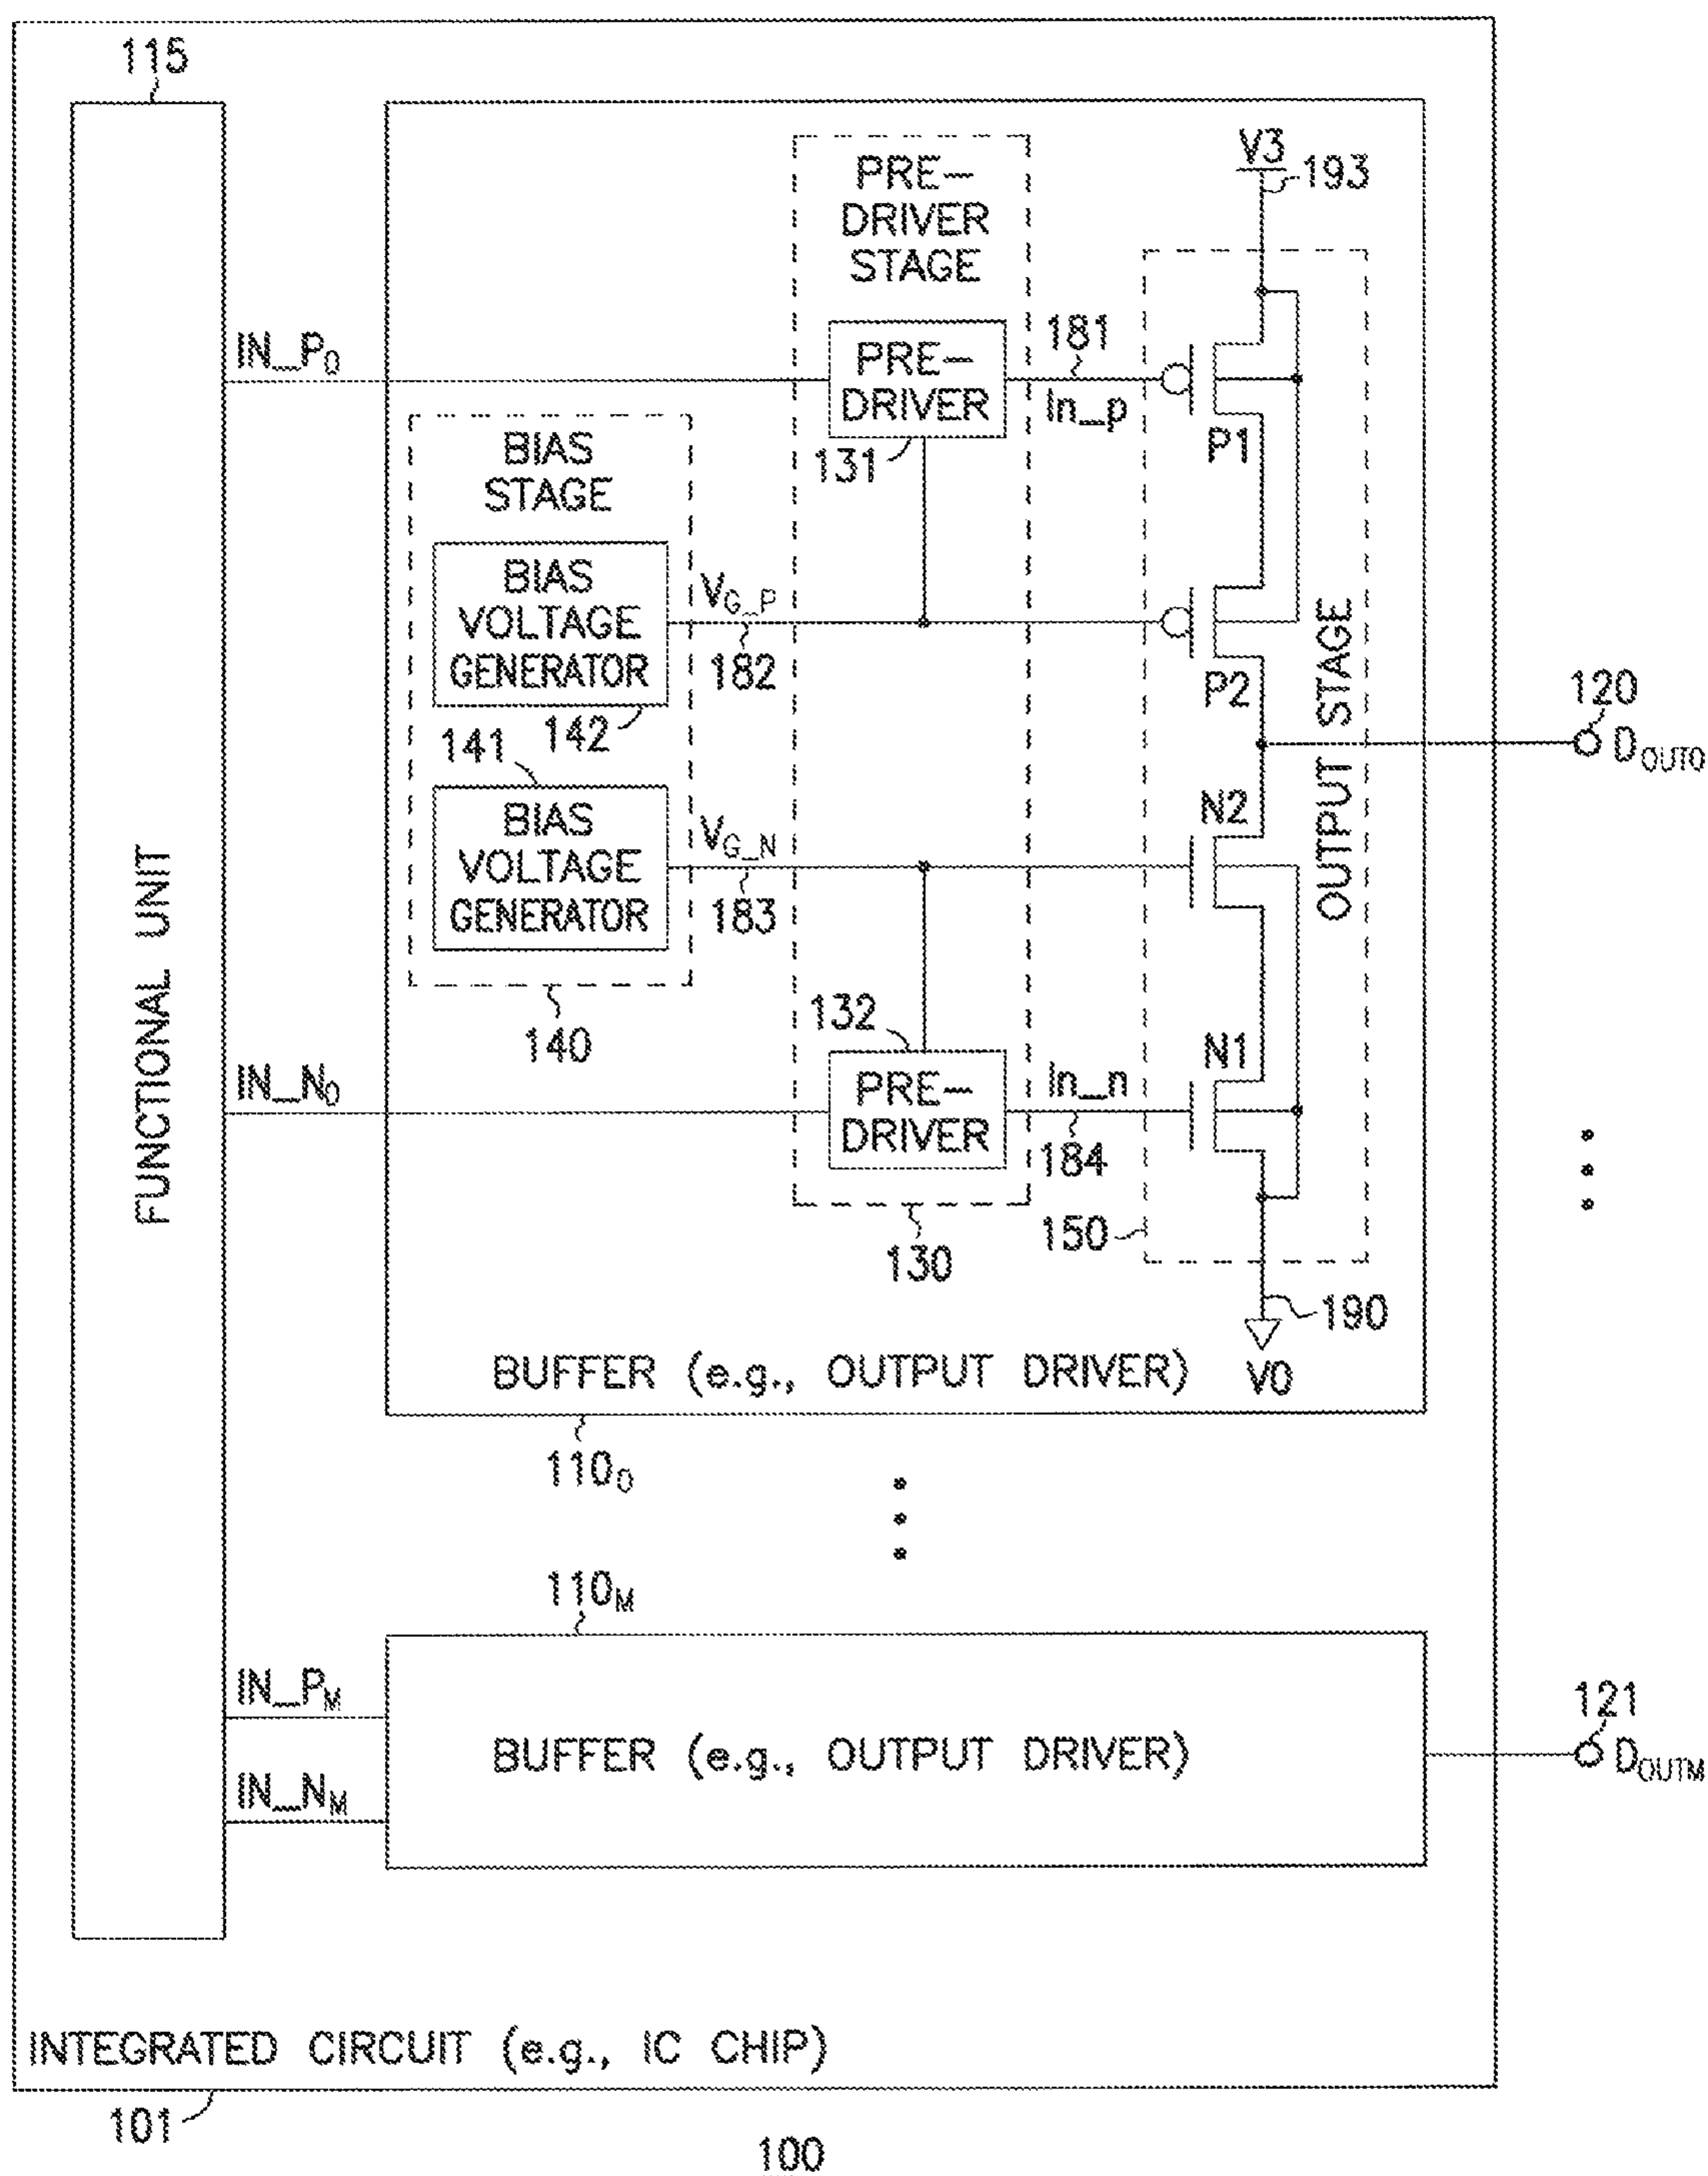 115
V3
193
PRE-
DRIVER
STAGE
IN_P0
PRE-
DRIVER
181
In_p
131
P1
BIAS
STAGE
BIAS
VOLTAGE
GENERATOR
VG_P
182
142
P2
OUTPUT STAGE
120
DOUT0
141
BIAS
VOLTAGE
GENERATOR
VG_N
183
N2
FUNCTIONAL UNIT
140
132
N1
IN_N0
PRE-
DRIVER
In_n
184
130
150
190
V0
BUFFER (e.g., OUTPUT DRIVER)
1100
110M
IN_PM
IN_NM
BUFFER (e.g., OUTPUT DRIVER)
121
DOUTM
INTEGRATED CIRCUIT (e.g., IC CHIP)
101
100